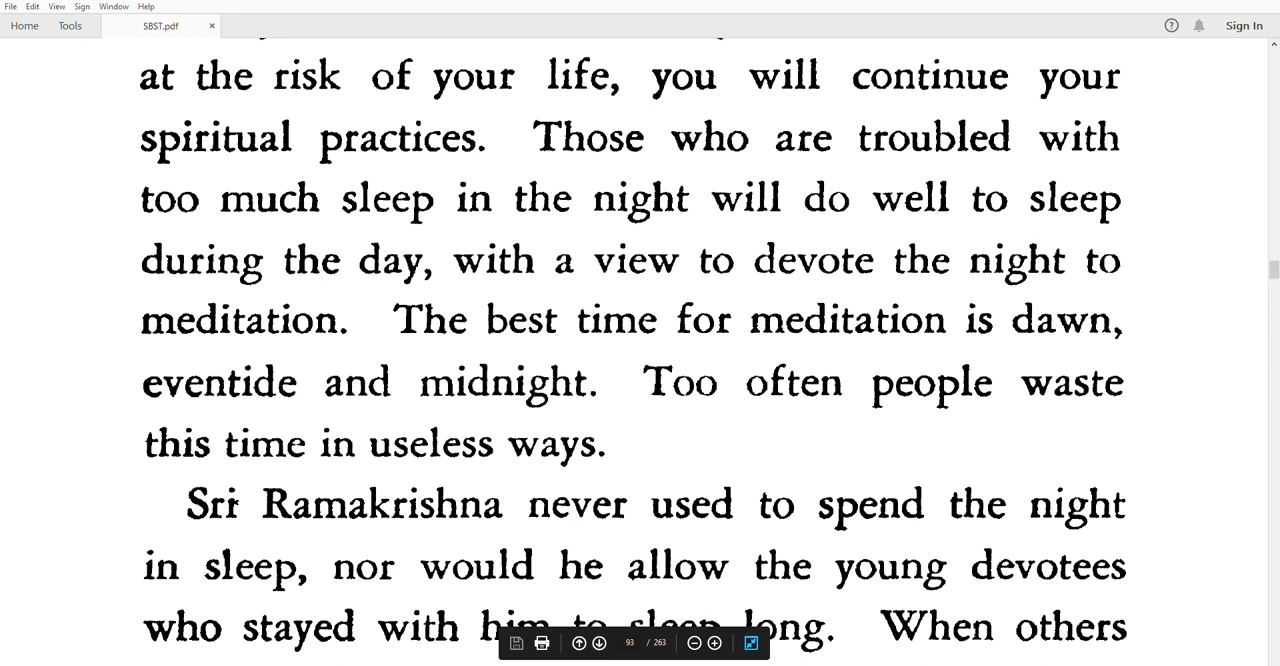 File Edit View Sign Window Help
Home Tools SBST.pdf × ? Sign In
at the risk of your life, you will continue your
spiritual practices. Those who are troubled with
too much sleep in the night will do well to sleep
during the day, with a view to devote the night to
meditation. The best time for meditation is dawn,
eventide and midnight. Too often people waste
this time in useless ways.
Sri Ramakrishna never used to spend the night
in sleep, nor would he allow the young devotees
who stayed with him to sleep long. When others
93 / 263